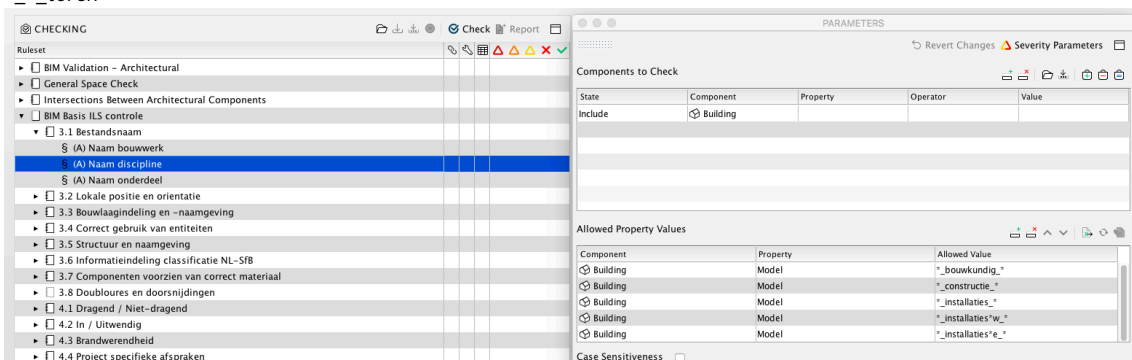 CHECKING
Check Report
Ruleset
BIM Validation - Architectural
General Space Check
Intersections Between Architectural Components
BIM Basis ILS controle
3.1 Bestandsnaam
§ (A) Naam bouwwerk
§ (A) Naam discipline
§ (A) Naam onderdeel
3.2 Lokale positie en orientatie
3.3 Bouwlaagindeling en -naamgeving
3.4 Correct gebruik van entiteiten
3.5 Structuur en naamgeving
3.6 Informatieindeling classificatie NL-SfB
3.7 Componenten voorzien van correct materiaal
3.8 Doubloures en doorsnijdingen
4.1 Dragend / Niet-dragend
4.2 In / Uitwendig
4.3 Brandwerendheid
4.4 Project specifieke afspraken
PARAMETERS
Revert Changes Severity Parameters
Components to Check
State Component Property Operator Value
Include Building
Allowed Property Values
Component Property Allowed Value
Building Model *_bouwkundig_*
Building Model *_constructie_*
Building Model *_installaties_*
Building Model *_installaties*w_*
Building Model *_installaties*e_*
Case Sensitiveness